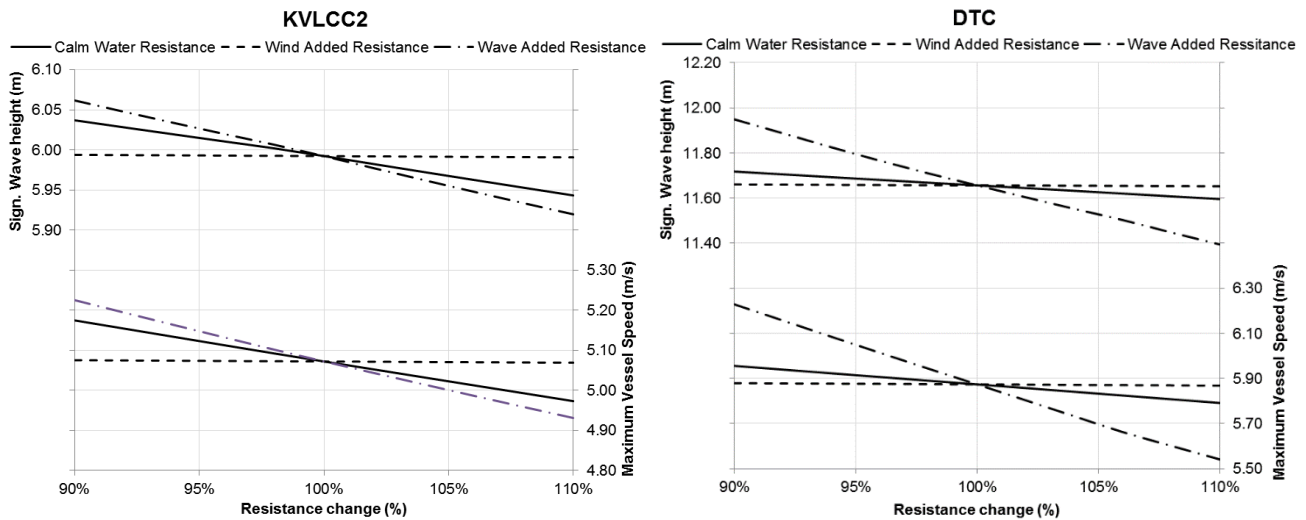 KVLCC2
Calm Water Resistance Wind Added Resistance Wave Added Resistance
Sign. Wave height (m)
6.10
6.05
6.00
5.95
5.90
5.30
5.20
5.10
5.00
4.90
4.80
Maximum Vessel Speed (m/s)
90% 95% 100% 105% 110%
Resistance change (%)
DTC
Calm Water Resistance Wind Added Resistance Wave Added Ressitance
Sign. Wave height (m)
12.20
12.00
11.80
11.60
11.40
6.30
6.10
5.90
5.70
5.50
Maximum Vessel Speed (m/s)
90% 95% 100% 105% 110%
Resistance change (%)